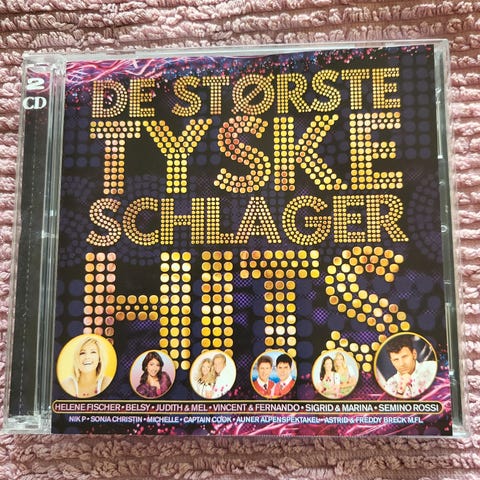 2
CD
DE STØRSTE
TYSKE
SCHLAGER
HITS
HELENE FISCHER • BELSY • JUDITH & MEL • VINCENT & FERNANDO • SIGRID & MARINA • SEMINO ROSSI
NIK P • SONJA CHRISTIN • MICHELLE • CAPTAIN COOK • AUNER ALPENSPEKTAKEL • ASTRID & FREDDY BRECK M.FL.